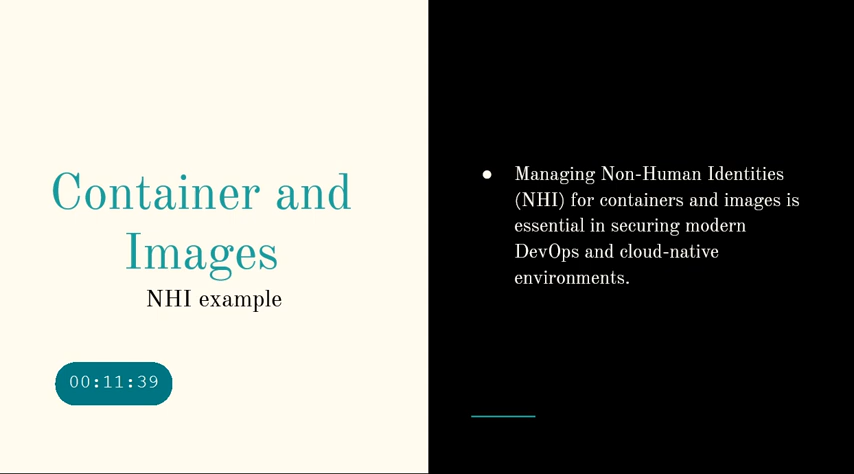 Container and
Images
NHI example
00:11:39
● Managing Non-Human Identities
(NHI) for containers and images is
essential in securing modern
DevOps and cloud-native
environments.